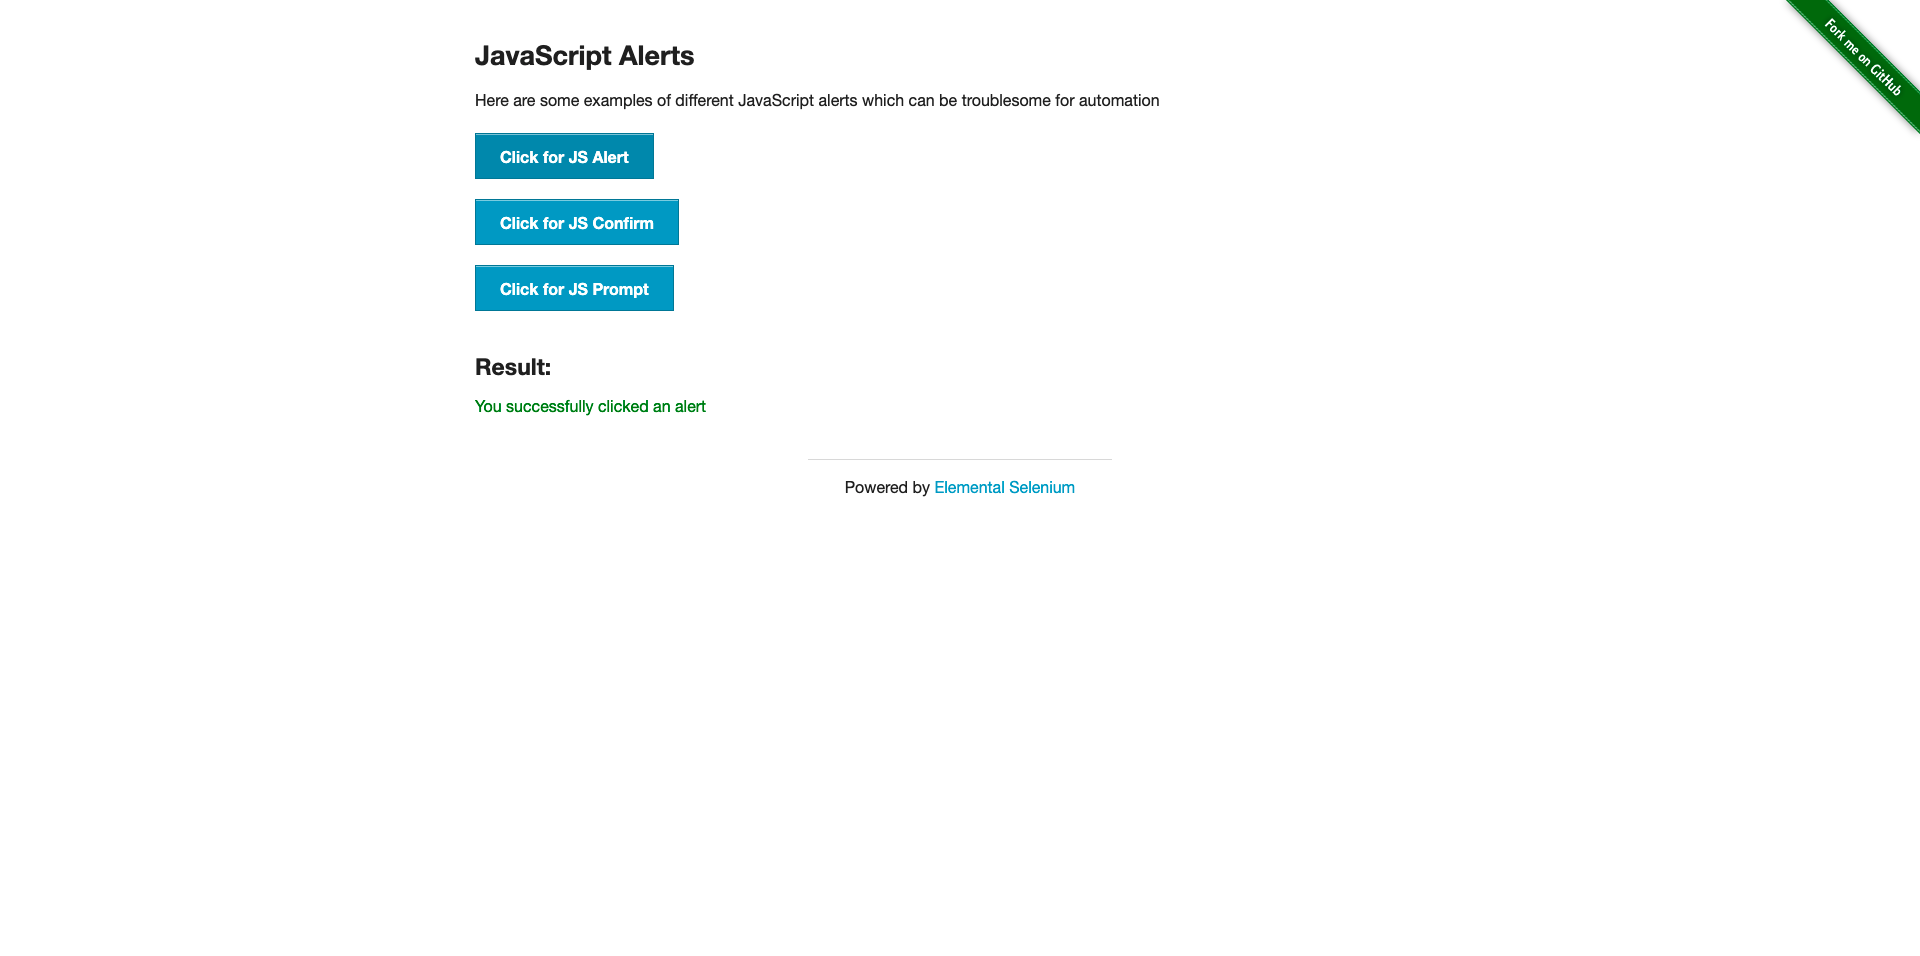 Fork me on GitHub
JavaScript Alerts
Here are some examples of different JavaScript alerts which can be troublesome for automation
Click for JS Alert
Click for JS Confirm
Click for JS Prompt
Result:
You successfully clicked an alert
Powered by Elemental Selenium